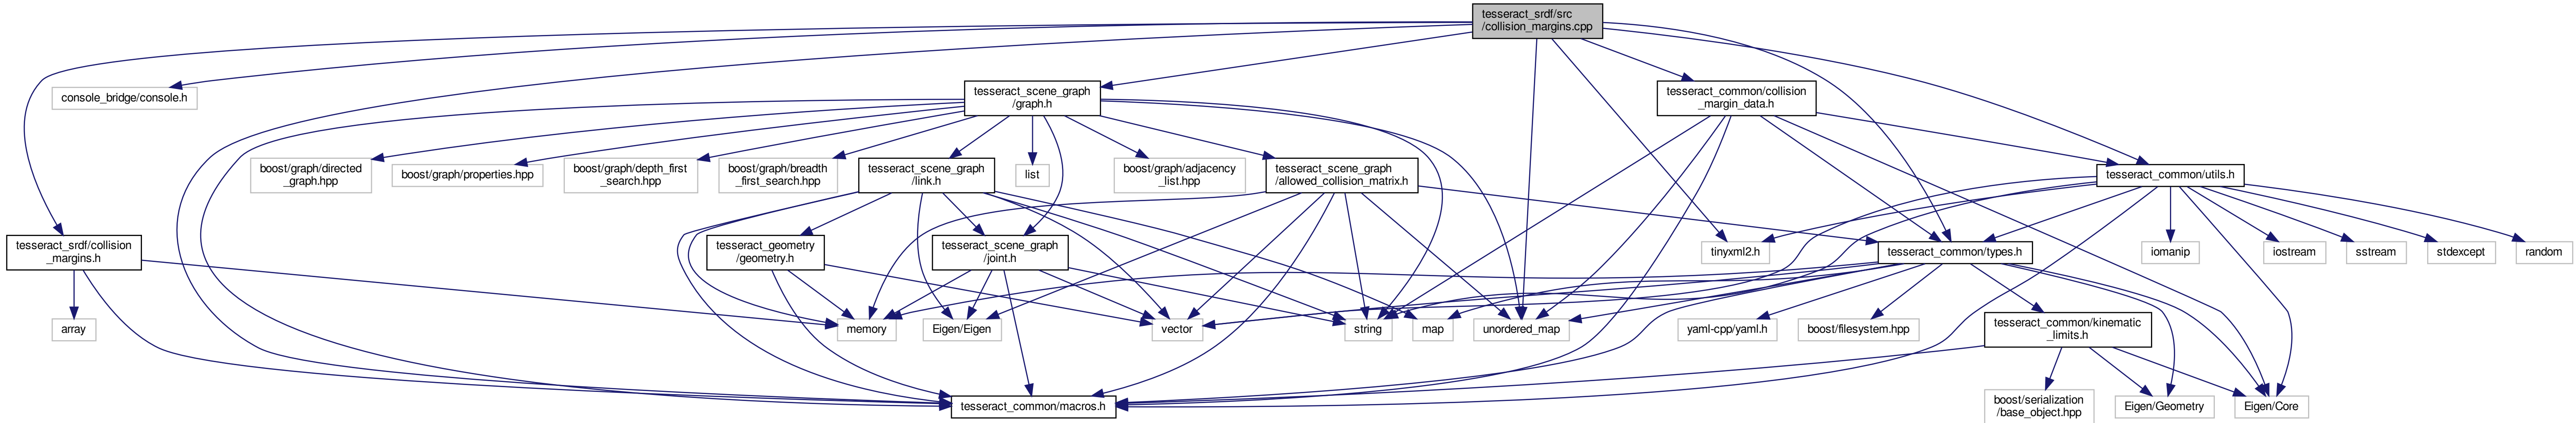 tesseract_srdf/src
/collision_margins.cpp
console_bridge/console.h
tesseract_scene_graph
/graph.h
tesseract_common/collision
_margin_data.h
boost/graph/directed
_graph.hpp
boost/graph/properties.hpp
boost/graph/depth_first
_search.hpp
boost/graph/breadth
_first_search.hpp
tesseract_scene_graph
/link.h
list
boost/graph/adjacency
_list.hpp
tesseract_scene_graph
/allowed_collision_matrix.h
tesseract_common/utils.h
tesseract_srdf/collision
_margins.h
tesseract_geometry
/geometry.h
tesseract_scene_graph
/joint.h
tinyxml2.h
tesseract_common/types.h
iomanip
iostream
sstream
stdexcept
random
array
memory
Eigen/Eigen
vector
string
map
unordered_map
yaml-cpp/yaml.h
boost/filesystem.hpp
tesseract_common/kinematic
_limits.h
tesseract_common/macros.h
boost/serialization
/base_object.hpp
Eigen/Geometry
Eigen/Core